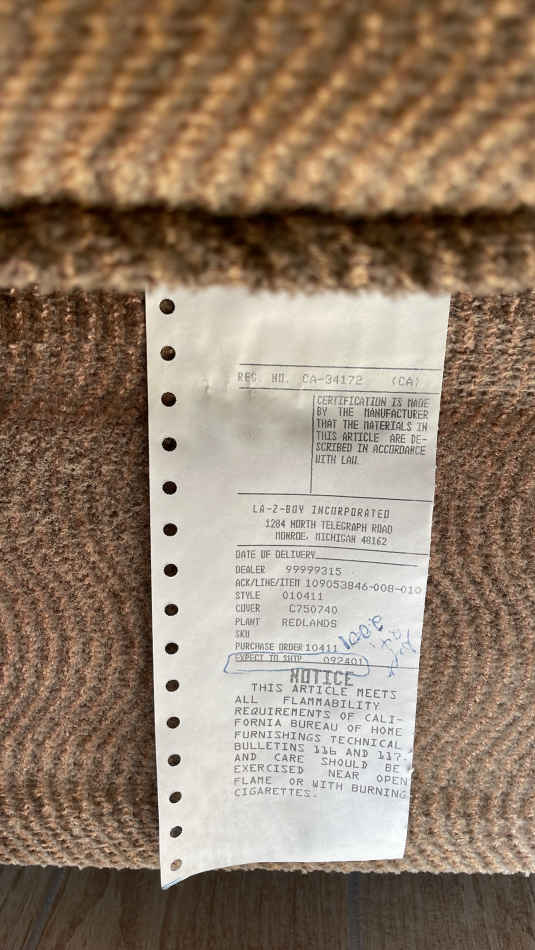 REG. NO. CA-34172 (CA)
CERTIFICATION IS MADE
BY THE MANUFACTURER
THAT THE MATERIALS IN
THIS ARTICLE ARE DE-
SCRIBED IN ACCORDANCE
WITH LAW.
LA-Z-BOY INCORPORATED
1284 NORTH TELEGRAPH ROAD
MONROE, MICHIGAN 48162
DATE OF DELIVERY
DEALER 99999315
ACK/LINE/ITEM 109053846-008-010
STYLE 010411
COVER C750740
PLANT REDLANDS
SKU
PURCHASE ORDER 10411
2001
EXPECT TO SHIP 092401
NOTICE
THIS ARTICLE MEETS
ALL FLAMMABILITY
REQUIREMENTS OF CALI-
FORNIA BUREAU OF HOME
FURNISHINGS TECHNICAL
BULLETINS 116 AND 117.
AND CARE SHOULD BE
EXERCISED NEAR OPEN
FLAME OR WITH BURNING
CIGARETTES.